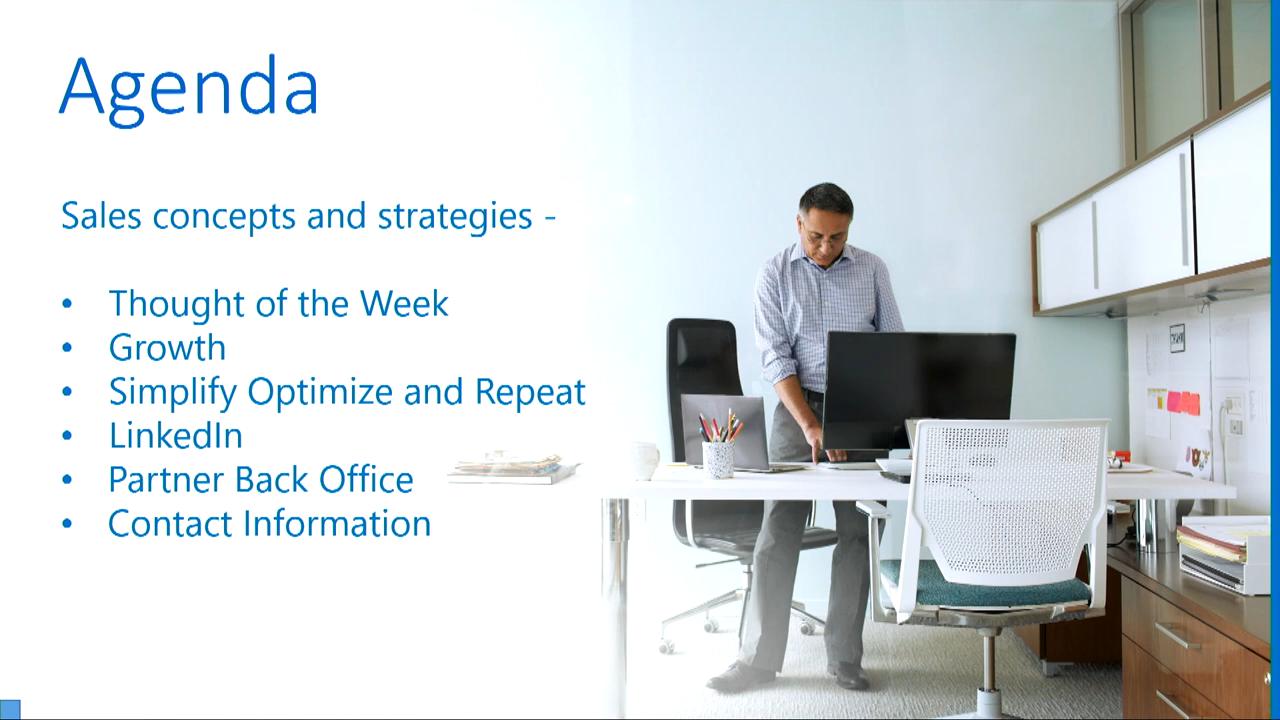 Agenda
Sales concepts and strategies -
• Thought of the Week
• Growth
• Simplify Optimize and Repeat
• LinkedIn
• Partner Back Office
• Contact Information